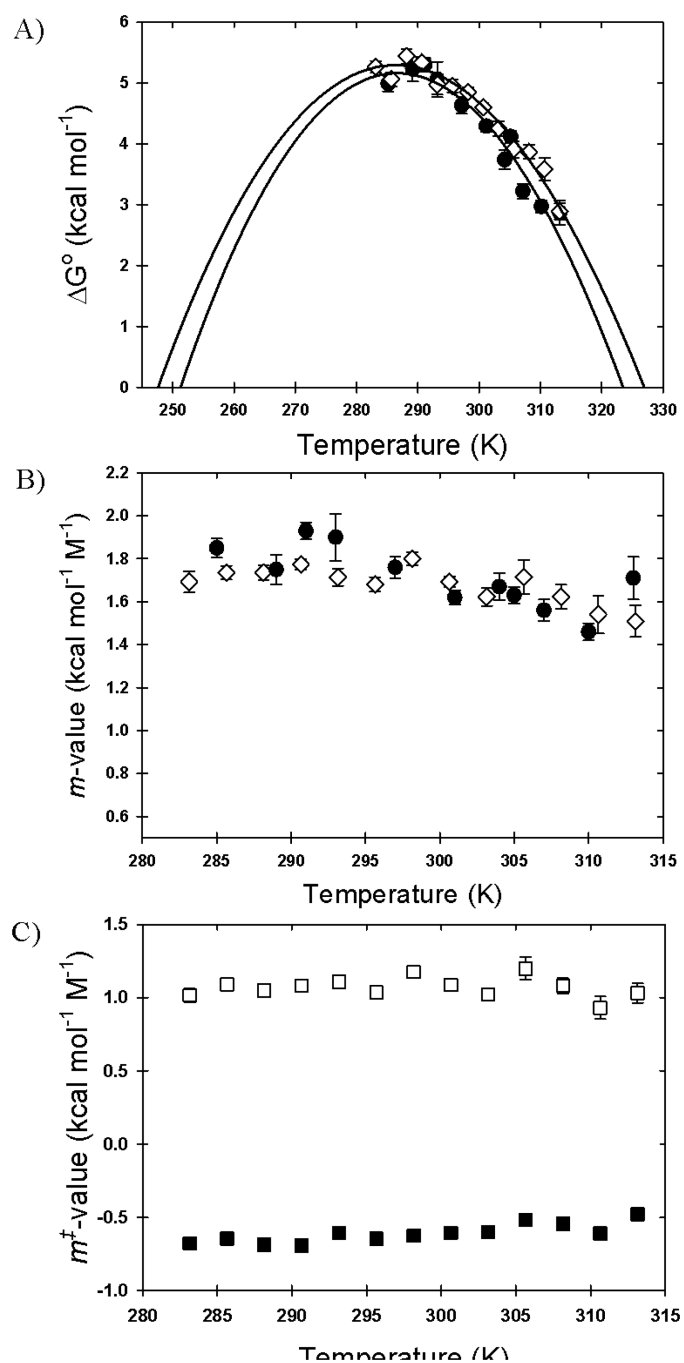 A)
6
5
4
3
2
1
0
ΔG° (kcal mol⁻¹)
250 260 270 280 290 300 310 320 330
Temperature (K)
B)
2.2
2.0
1.8
1.6
1.4
1.2
1.0
0.8
0.6
m-value (kcal mol⁻¹ M⁻¹)
280 285 290 295 300 305 310 315
Temperature (K)
C)
1.5
1.0
0.5
0.0
-0.5
-1.0
m‡-value (kcal mol⁻¹ M⁻¹)
280 285 290 295 300 305 310 315
Temperature (K)